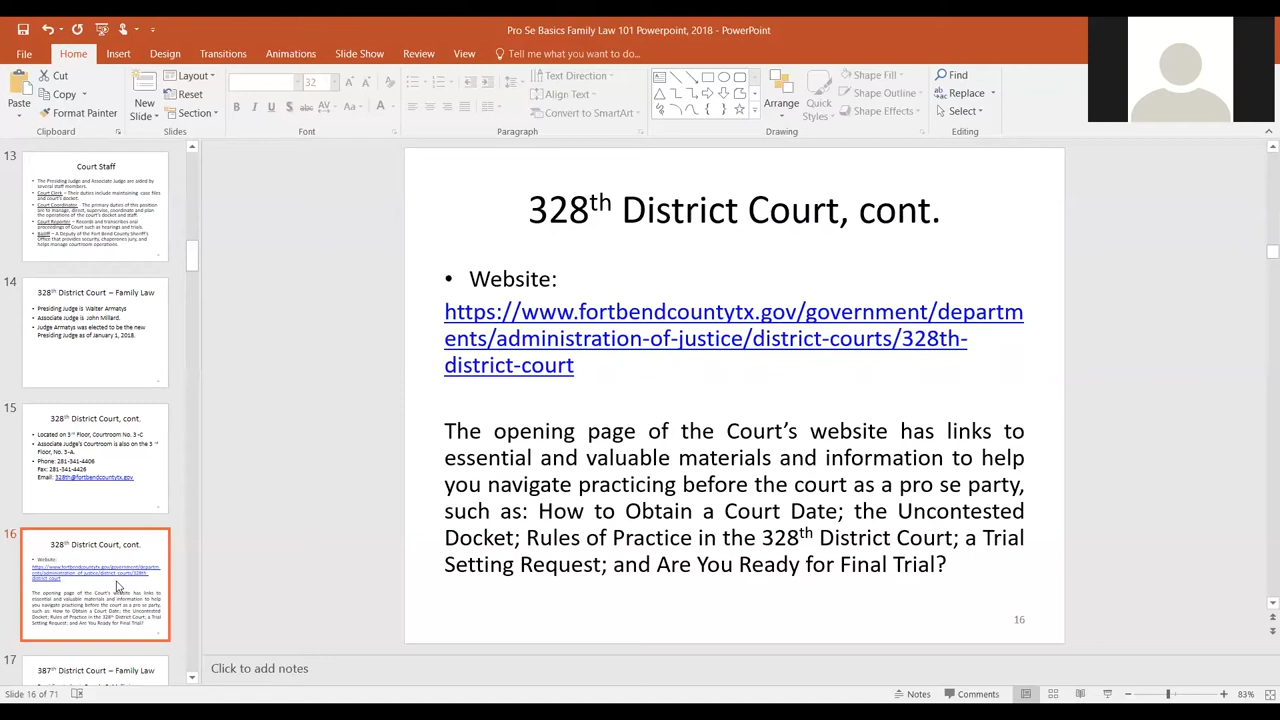 Pro Se Basics Family Law 101 Powerpoint, 2018 - PowerPoint
File Home Insert Design Transitions Animations Slide Show Review View Tell me what you want to do...
Paste
Cut
Copy
Format Painter
Clipboard
New Slide
Layout
Reset
Section
Slides
32
Font
Text Direction
Align Text
Convert to SmartArt
Paragraph
Arrange
Quick Styles
Shape Fill
Shape Outline
Shape Effects
Drawing
Find
Replace
Select
Editing
13
Court Staff
The Presiding Judge and Associate Judge are aided by
several staff members.
Court Clerk – Their duties include maintaining case files
and court's docket.
Court Coordinator - The primary duties of this position
are to manage, direct, supervise, coordinate and plan
the operations of the court's docket and staff.
Court Reporter – Records and transcribes oral
proceedings of Court such as hearings and trials.
Bailiff – A Deputy of the Fort Bend County Sheriff's
Office that provides security, chaperones jury, and
helps manage courtroom operations.
14
328th District Court – Family Law
Presiding Judge is Walter Armatys
Associate Judge is John Millard.
Judge Armatys was elected to be the new
Presiding Judge as of January 1, 2018.
15
328th District Court, cont.
Located on 3rd Floor, Courtroom No. 3-C
Associate Judge's Courtroom is also on the 3rd
Floor, No. 3-A.
Phone: 281-341-4406
Fax: 281-341-4426
Email: 328th@fortbendcountytx.gov
16
328th District Court, cont.
Website:
https://www.fortbendcountytx.gov/government/departm
ents/administration-of-justice/district-courts/328th-
district-court
The opening page of the Court's website has links to
essential and valuable materials and information to help
you navigate practicing before the court as a pro se party,
such as: How to Obtain a Court Date; the Uncontested
Docket; Rules of Practice in the 328th District Court; a Trial
Setting Request; and Are You Ready for Final Trial?
17
387th District Court – Family Law
328th District Court, cont.
• Website:
https://www.fortbendcountytx.gov/government/departm
ents/administration-of-justice/district-courts/328th-
district-court
The opening page of the Court's website has links to
essential and valuable materials and information to help
you navigate practicing before the court as a pro se party,
such as: How to Obtain a Court Date; the Uncontested
Docket; Rules of Practice in the 328th District Court; a Trial
Setting Request; and Are You Ready for Final Trial?
16
Click to add notes
Slide 16 of 71
Notes
Comments
83%